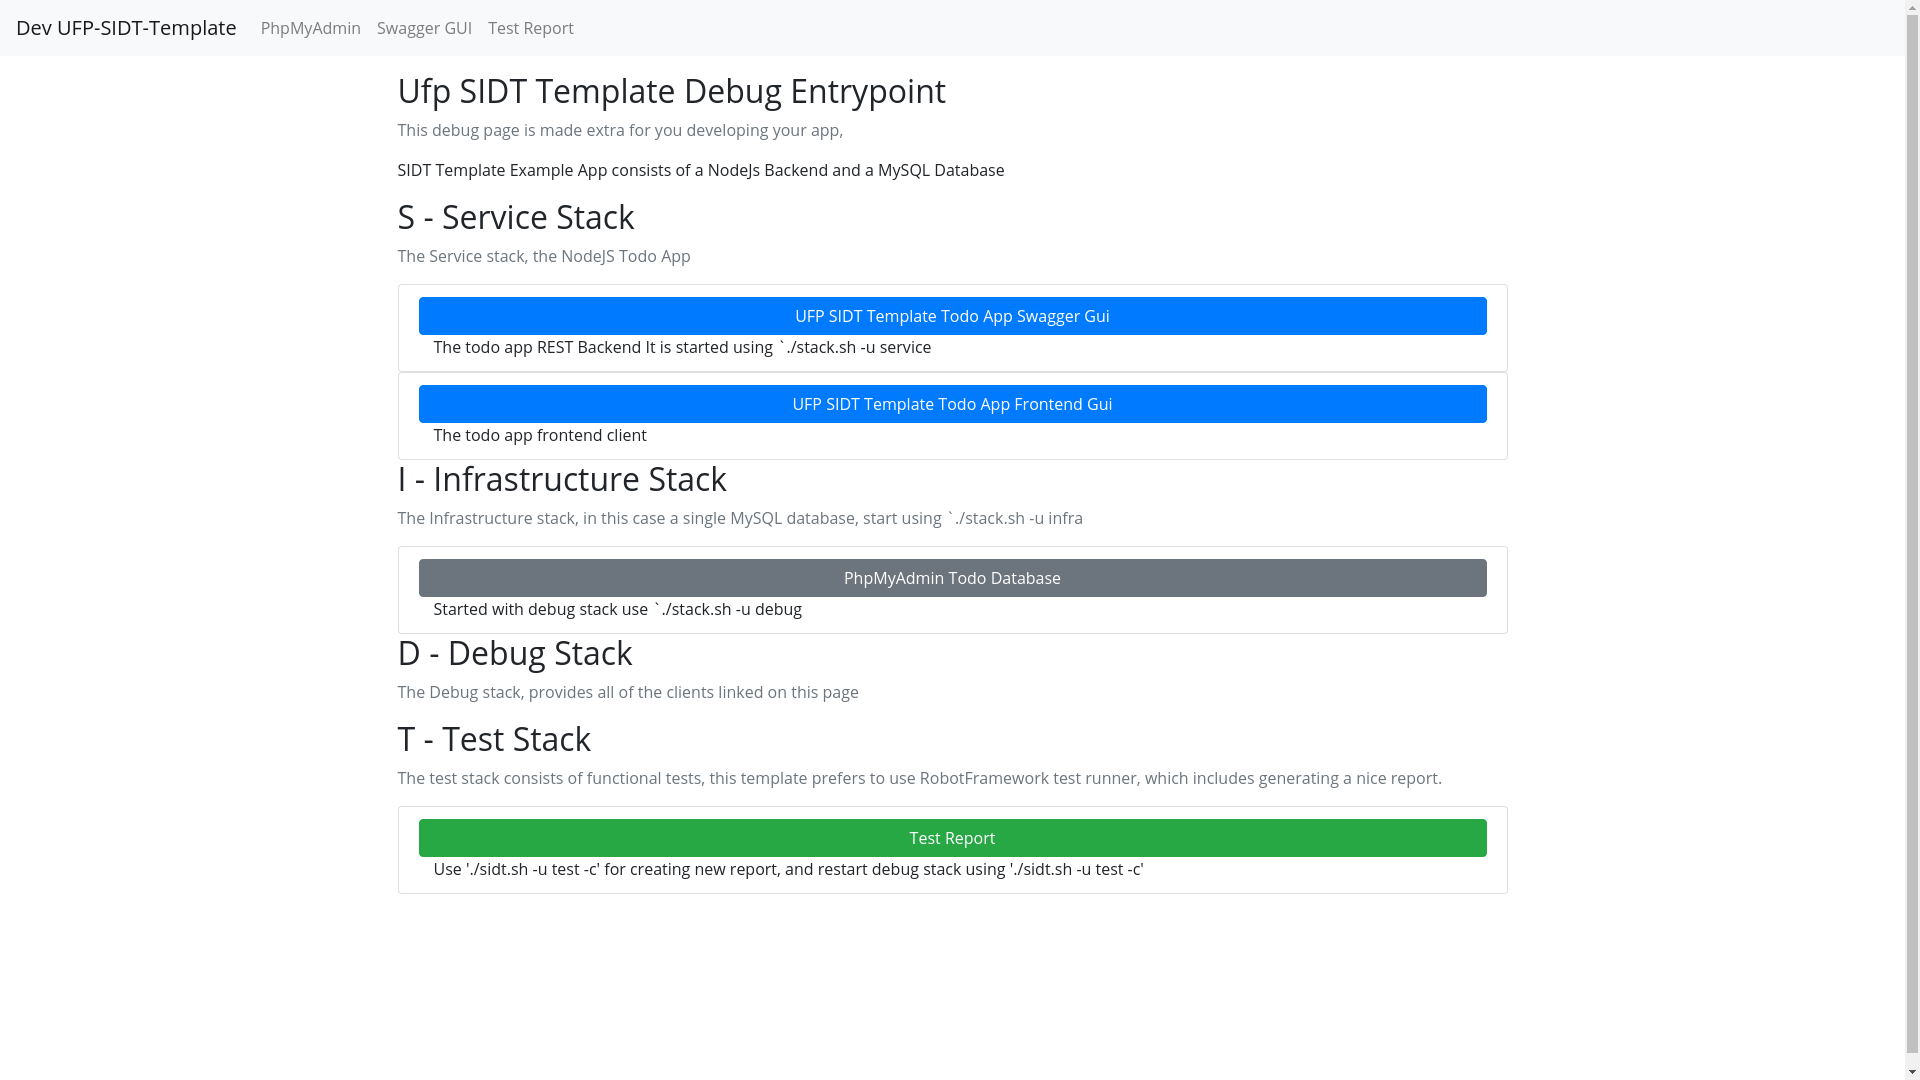 Dev UFP-SIDT-Template PhpMyAdmin Swagger GUI Test Report
Ufp SIDT Template Debug Entrypoint
This debug page is made extra for you developing your app,
SIDT Template Example App consists of a NodeJs Backend and a MySQL Database
S - Service Stack
The Service stack, the NodeJS Todo App
UFP SIDT Template Todo App Swagger Gui
The todo app REST Backend It is started using `./stack.sh -u service
UFP SIDT Template Todo App Frontend Gui
The todo app frontend client
I - Infrastructure Stack
The Infrastructure stack, in this case a single MySQL database, start using `./stack.sh -u infra
PhpMyAdmin Todo Database
Started with debug stack use `./stack.sh -u debug
D - Debug Stack
The Debug stack, provides all of the clients linked on this page
T - Test Stack
The test stack consists of functional tests, this template prefers to use RobotFramework test runner, which includes generating a nice report.
Test Report
Use './sidt.sh -u test -c' for creating new report, and restart debug stack using './sidt.sh -u test -c'